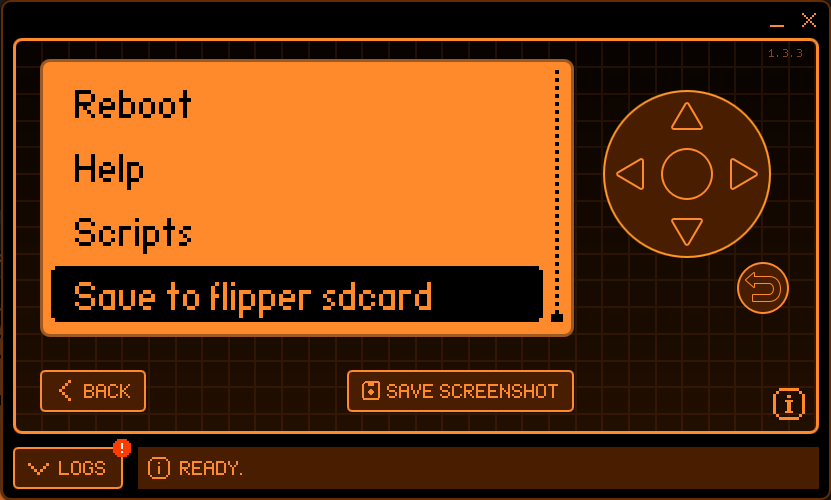 1.3.3
Reboot
Help
Scripts
Save to flipper sdcard
BACK
SAVE SCREENSHOT
LOGS
READY.